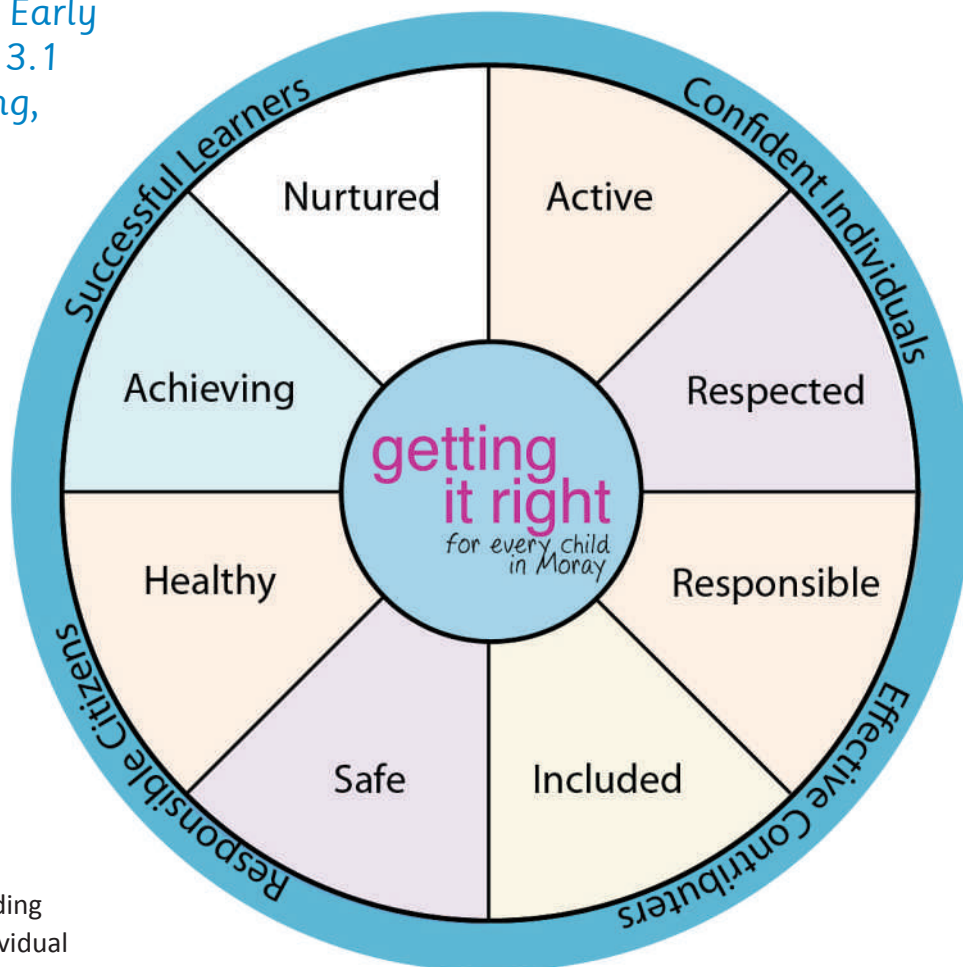 Early
3.1
ng,
Successful Learners
Confident Individuals
Nurtured
Active
Achieving
Respected
getting
it right
for every child
in Moray
Healthy
Responsible
Safe
Included
Responsible Citizens
Effective Contributers
ding
vidual